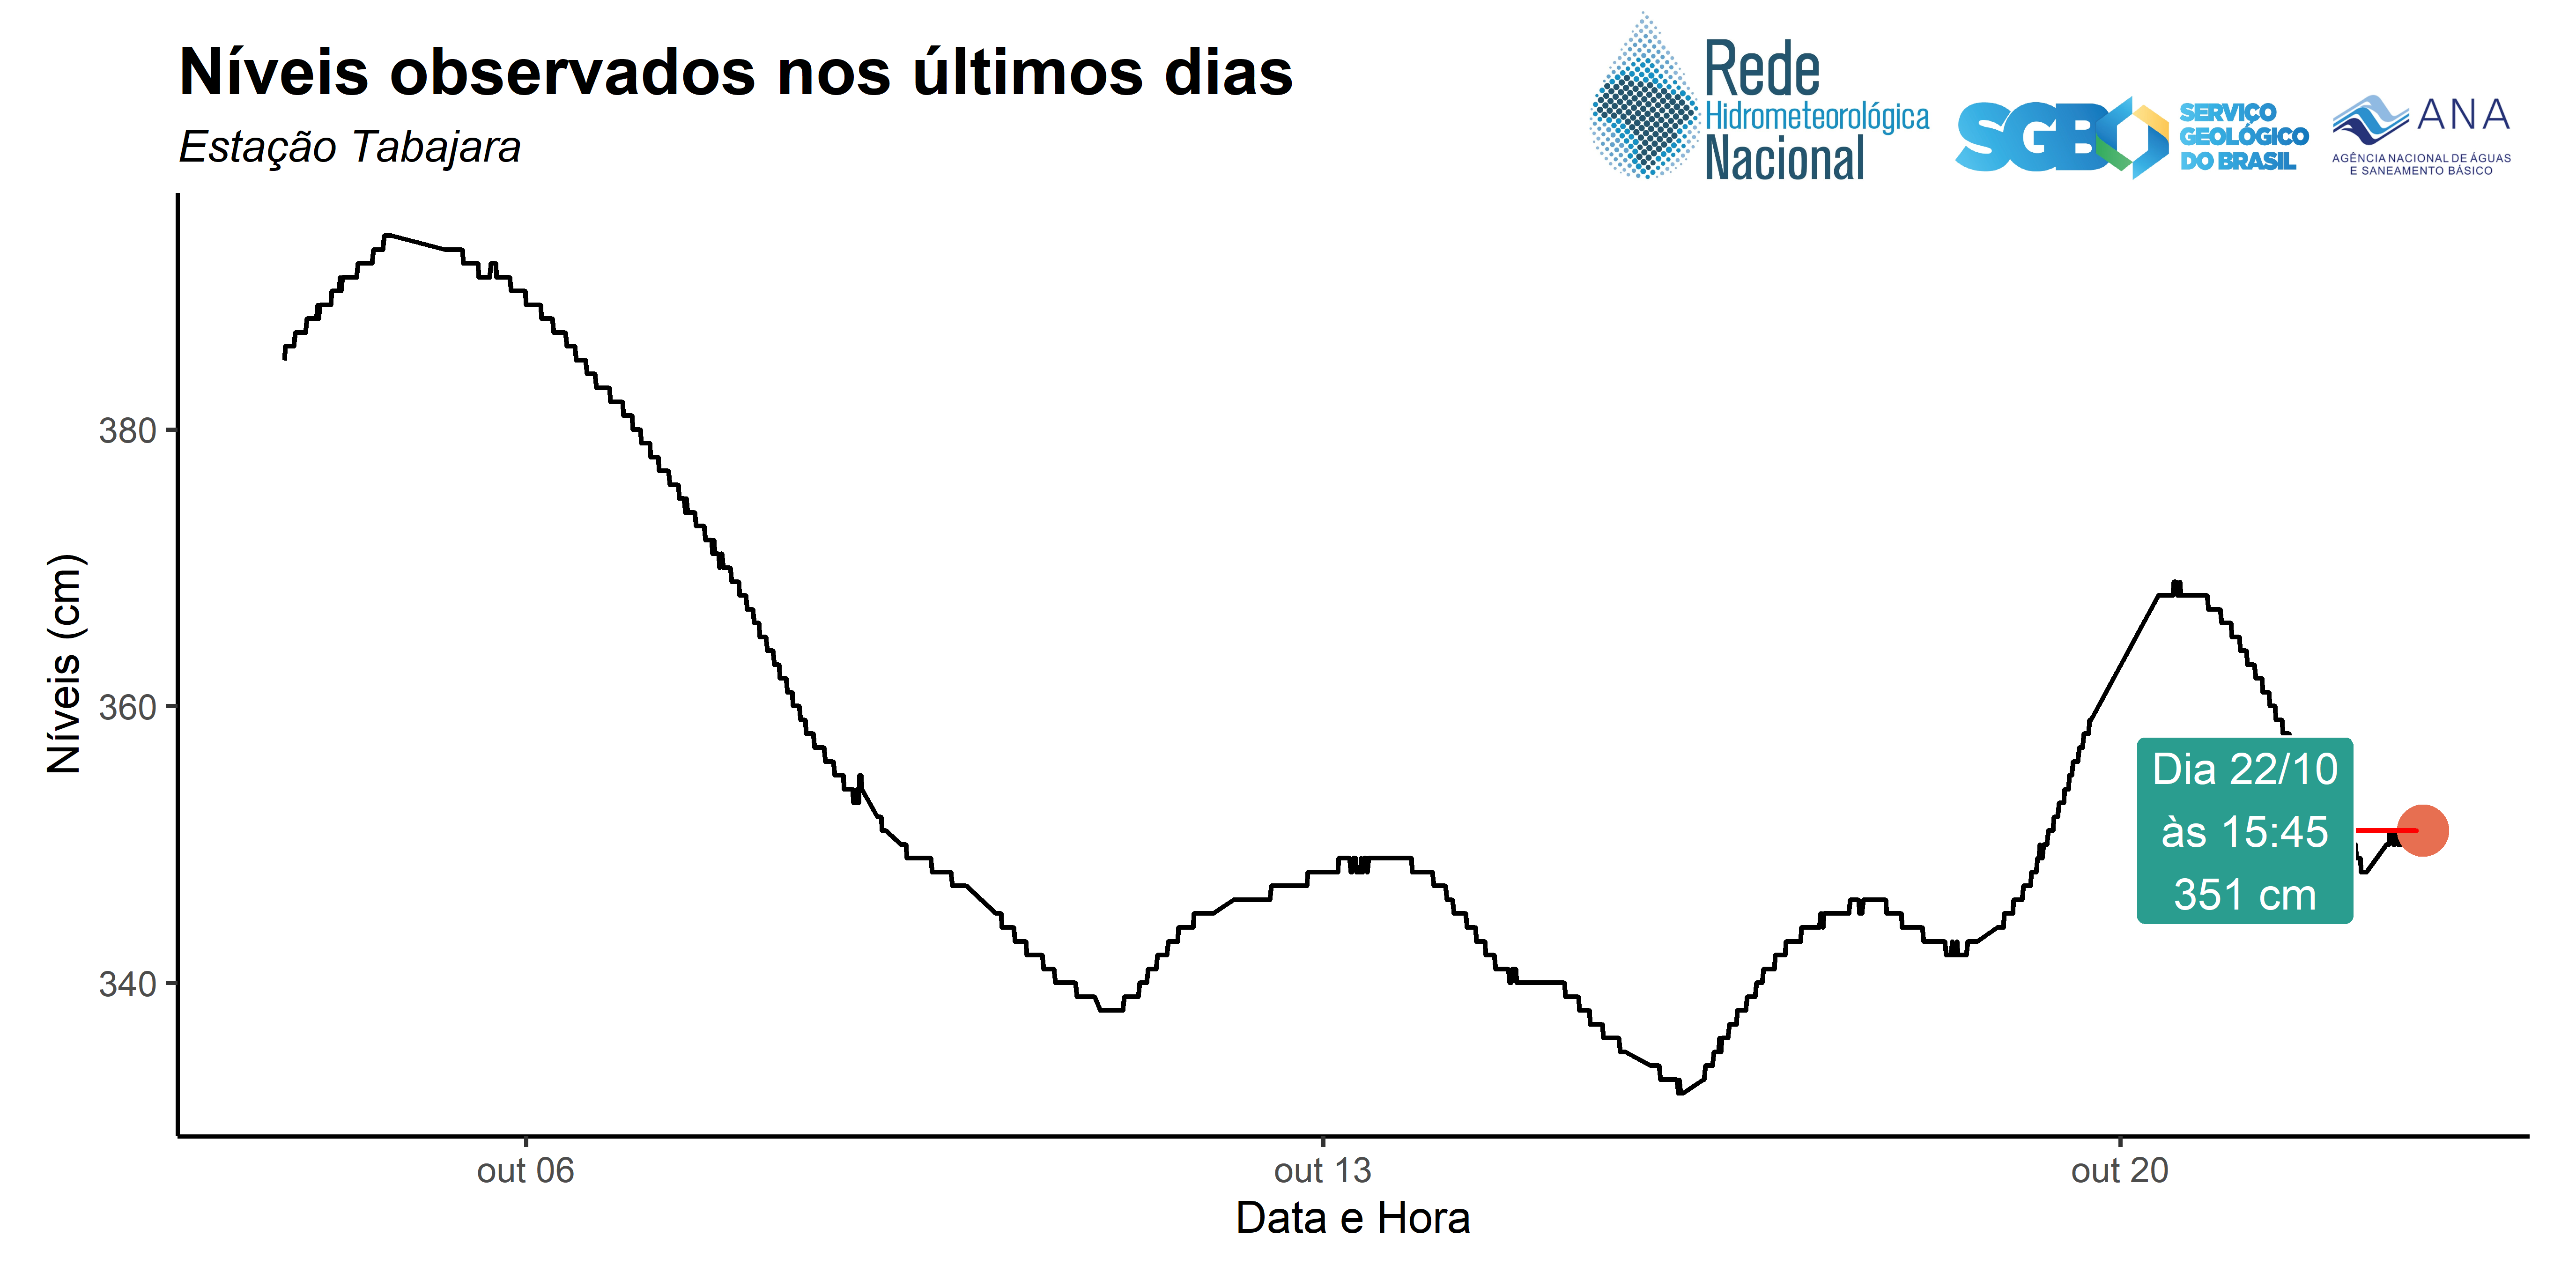 Níveis observados nos últimos dias
Estação Tabajara
Rede
Hidrometeorológica
Nacional
SGB
SERVIÇO
GEOLÓGICO
DO BRASIL
ANA
AGÊNCIA NACIONAL DE ÁGUAS
E SANEAMENTO BÁSICO
Níveis (cm)
380
360
340
Dia 22/10
às 15:45
351 cm
out 06
out 13
out 20
Data e Hora